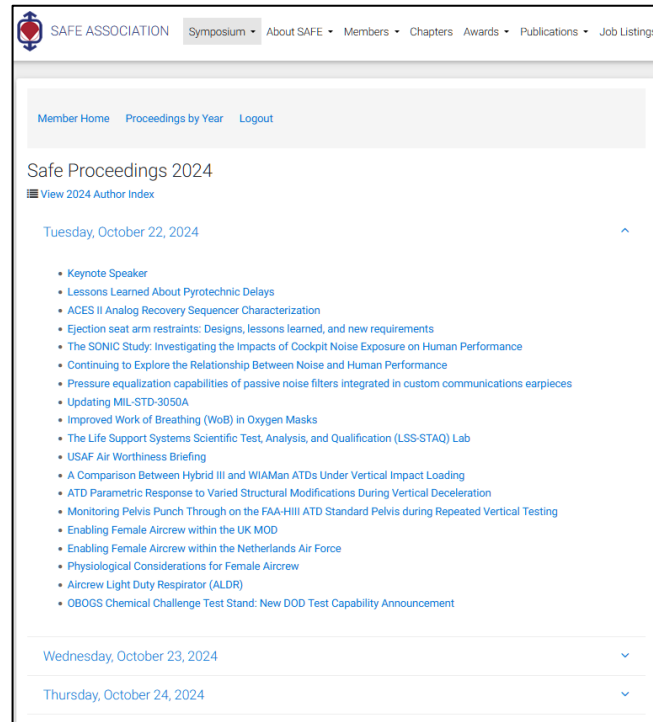 SAFE ASSOCIATION Symposium About SAFE Members Chapters Awards Publications Job Listings
Member Home Proceedings by Year Logout
Safe Proceedings 2024
View 2024 Author Index
Tuesday, October 22, 2024
Keynote Speaker
Lessons Learned About Pyrotechnic Delays
ACES II Analog Recovery Sequencer Characterization
Ejection seat arm restraints: Designs, lessons learned, and new requirements
The SONIC Study: Investigating the Impacts of Cockpit Noise Exposure on Human Performance
Continuing to Explore the Relationship Between Noise and Human Performance
Pressure equalization capabilities of passive noise filters integrated in custom communications earpieces
Updating MIL-STD-3050A
Improved Work of Breathing (WoB) in Oxygen Masks
The Life Support Systems Scientific Test, Analysis, and Qualification (LSS-STAQ) Lab
USAF Air Worthiness Briefing
A Comparison Between Hybrid III and WIAMan ATDs Under Vertical Impact Loading
ATD Parametric Response to Varied Structural Modifications During Vertical Deceleration
Monitoring Pelvis Punch Through on the FAA-HIII ATD Standard Pelvis during Repeated Vertical Testing
Enabling Female Aircrew within the UK MOD
Enabling Female Aircrew within the Netherlands Air Force
Physiological Considerations for Female Aircrew
Aircrew Light Duty Respirator (ALDR)
OBOGS Chemical Challenge Test Stand: New DOD Test Capability Announcement
Wednesday, October 23, 2024
Thursday, October 24, 2024